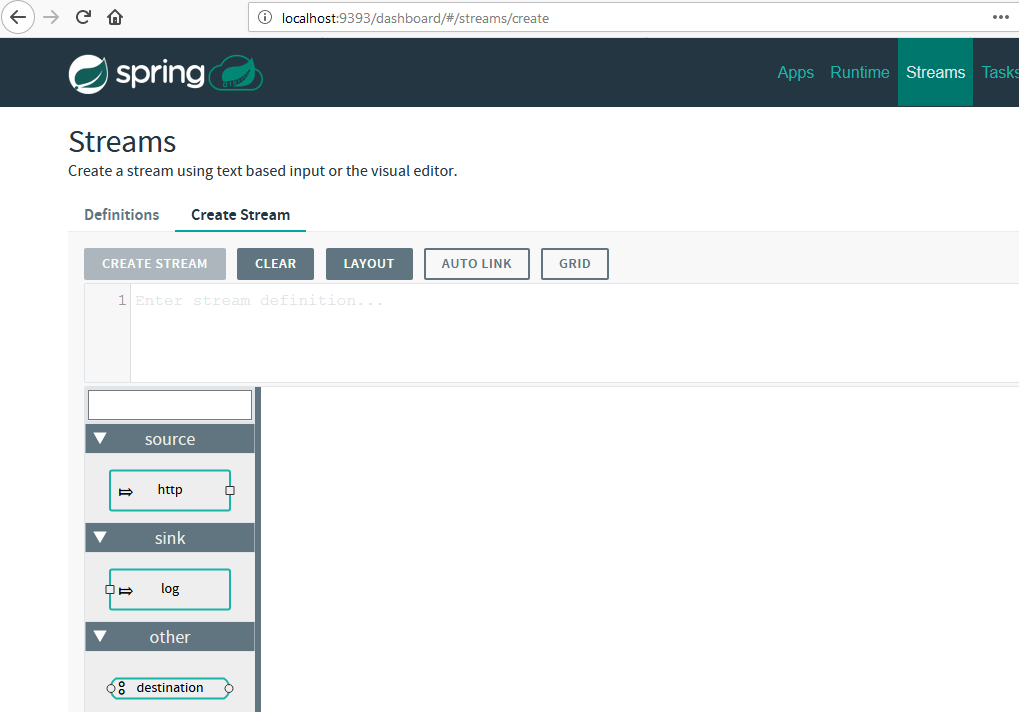 localhost:9393/dashboard/#/streams/create
spring
Apps Runtime Streams Tasks
Streams
Create a stream using text based input or the visual editor.
Definitions Create Stream
CREATE STREAM CLEAR LAYOUT AUTO LINK GRID
1 Enter stream definition...
source
http
sink
log
other
destination